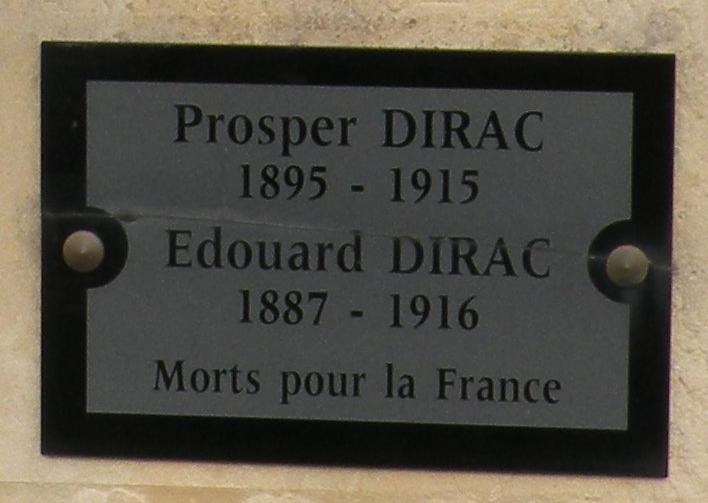 Prosper DIRAC
1895 - 1915
Edouard DIRAC
1887 - 1916
Morts pour la France